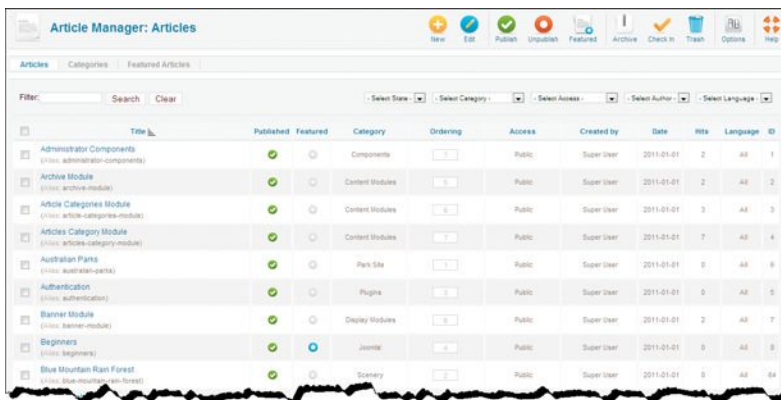 Article Manager: Articles
New Edit Publish Unpublish Featured Archive Check In Trash Options Help
Articles Categories Featured Articles
Filter: Search Clear - Select State - - Select Category - - Select Access - - Select Author - - Select Language -
Title Published Featured Category Ordering Access Created by Date Hits Language ID
Administrator Components Components 7 Public Super User 2011-01-01 2 All 1
(Alias: administrator-components)
Archive Module Content Modules 5 Public Super User 2011-01-01 2 All 2
(Alias: archive-module)
Article Categories Module Content Modules 6 Public Super User 2011-01-01 3 All 3
(Alias: article-categories-module)
Articles Category Module Content Modules 7 Public Super User 2011-01-01 7 All 4
(Alias: articles-category-module)
Australian Parks Park Site 1 Public Super User 2011-01-01 0 All 6
(Alias: australian-parks)
Authentication Plugins 3 Public Super User 2011-01-01 0 All 5
(Alias: authentication)
Banner Module Display Modules Public Super User 2011-01-01 2 All 7
(Alias: banner-module)
Beginners Joomla! 4 Public Super User 2011-01-01 All 8
(Alias: beginners)
Blue Mountain Rain Forest Scenery 2 Public Super User 2011-01-01 All 64
(Alias: blue-mountain-rain-forest)